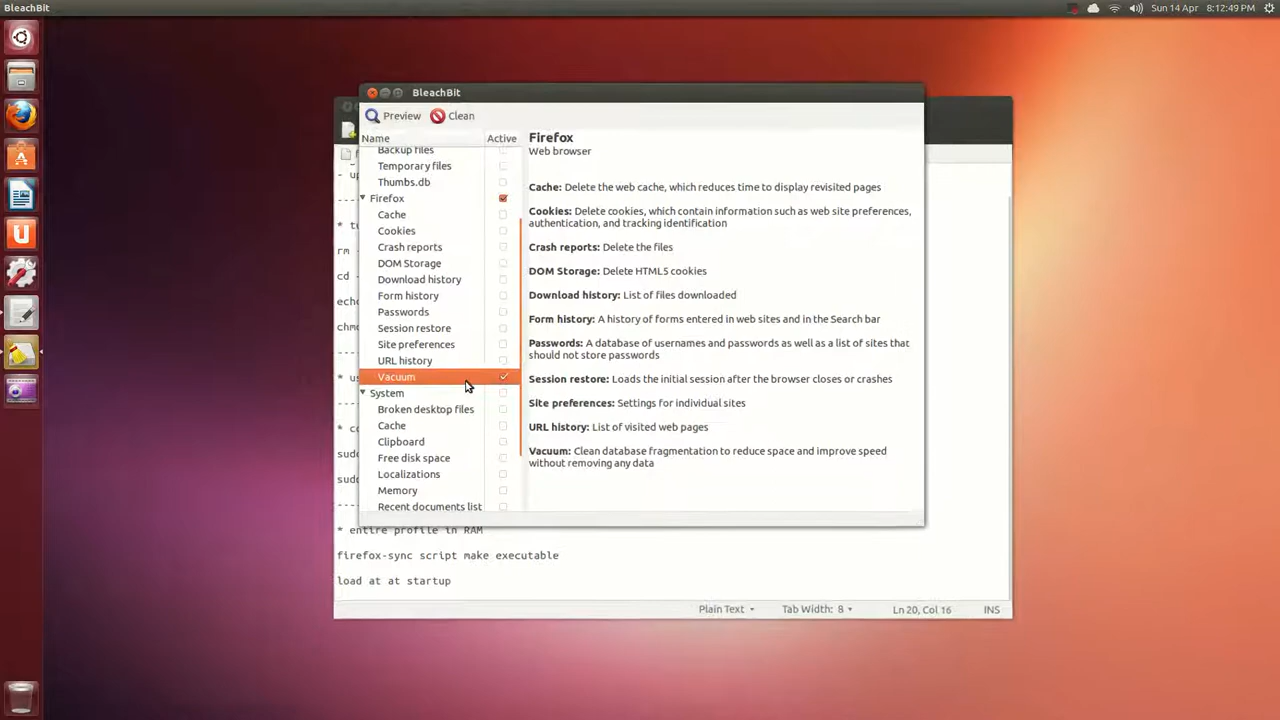 BleachBit
Sun 14 Apr 8:12:49 PM
BleachBit
Preview Clean
Name Active
Backup files
Temporary files
Thumbs.db
Firefox
Cache
Cookies
Crash reports
DOM Storage
Download history
Form history
Passwords
Session restore
Site preferences
URL history
Vacuum
System
Broken desktop files
Cache
Clipboard
Free disk space
Localizations
Memory
Recent documents list
Firefox
Web browser
Cache: Delete the web cache, which reduces time to display revisited pages
Cookies: Delete cookies, which contain information such as web site preferences,
authentication, and tracking identification
Crash reports: Delete the files
DOM Storage: Delete HTML5 cookies
Download history: List of files downloaded
Form history: A history of forms entered in web sites and in the Search bar
Passwords: A database of usernames and passwords as well as a list of sites that
should not store passwords
Session restore: Loads the initial session after the browser closes or crashes
Site preferences: Settings for individual sites
URL history: List of visited web pages
Vacuum: Clean database fragmentation to reduce space and improve speed
without removing any data
- u
----
* tu
rm -
cd -
echo
chm
----
* us
----
* co
sudo
sudo
----
* entire profile in RAM
firefox-sync script make executable
load at at startup
Plain Text Tab Width: 8 Ln 20, Col 16 INS